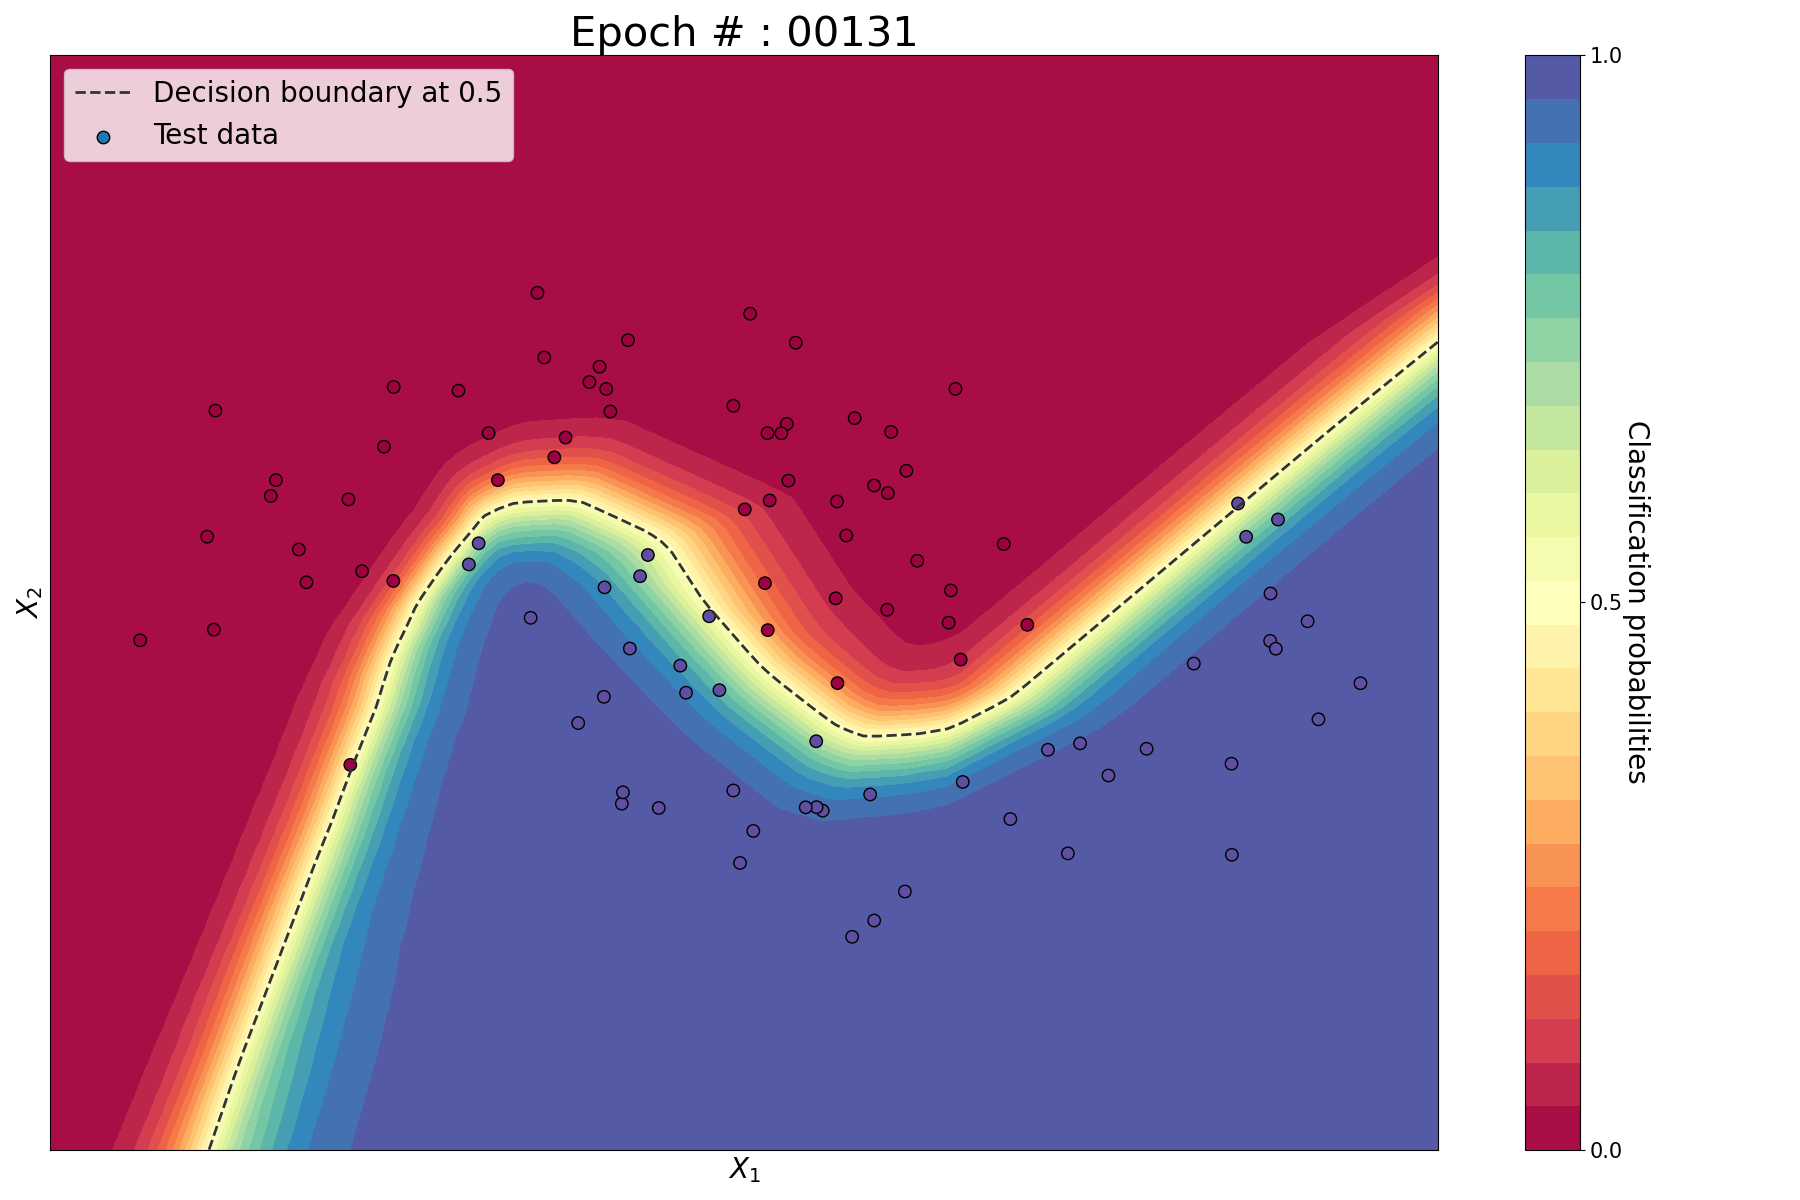 Epoch # : 00131
Decision boundary at 0.5
Test data
X₂
X₁
1.0
0.5
0.0
Classification probabilities